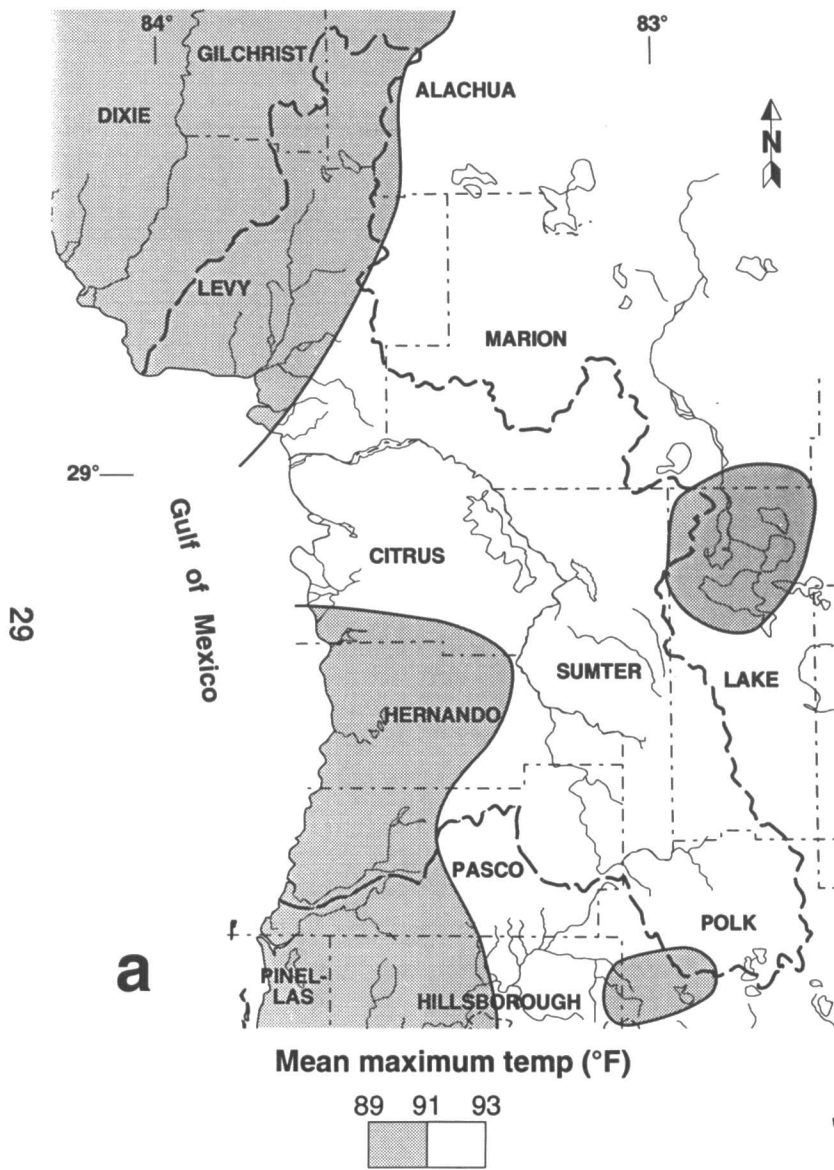 84°
83°
GILCHRIST
ALACHUA
DIXIE
N
LEVY
MARION
29°
Gulf of Mexico
CITRUS
29
SUMTER
LAKE
HERNANDO
PASCO
POLK
a
PINEL-
LAS
HILLSBOROUGH
Mean maximum temp (°F)
89 91 93